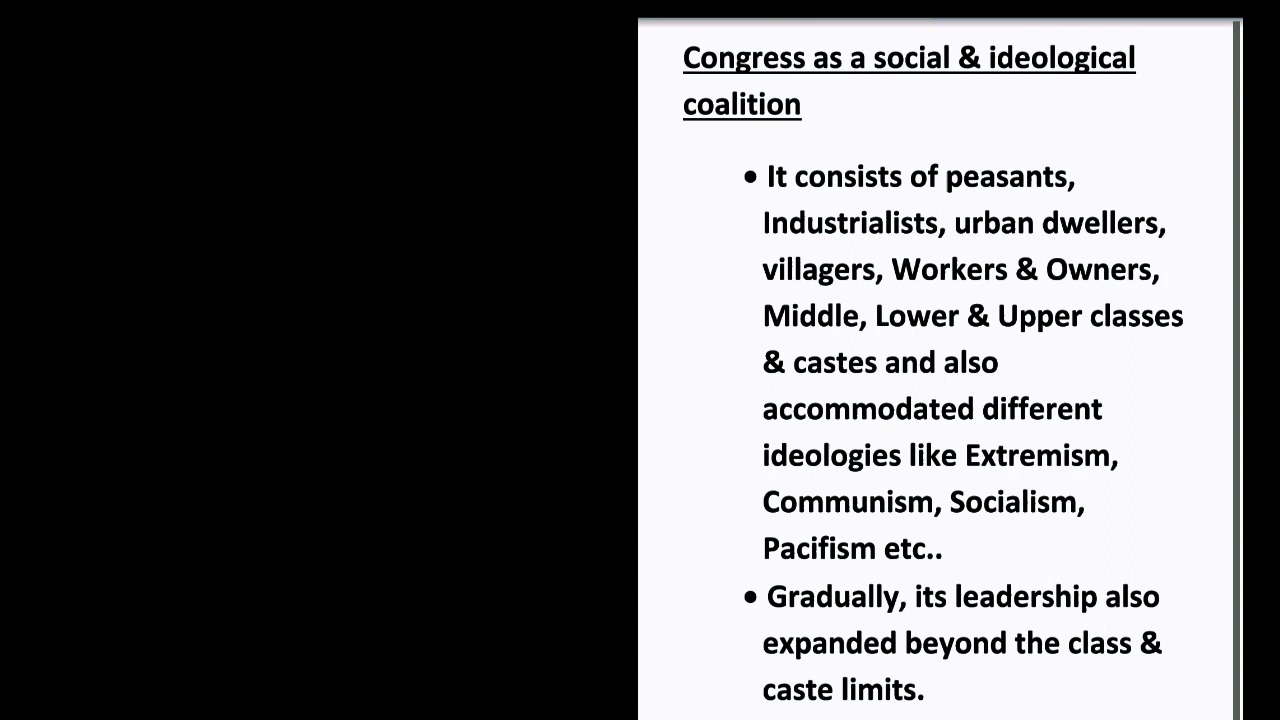 Congress as a social & ideological
coalition
• It consists of peasants,
Industrialists, urban dwellers,
villagers, Workers & Owners,
Middle, Lower & Upper classes
& castes and also
accommodated different
ideologies like Extremism,
Communism, Socialism,
Pacifism etc..
• Gradually, its leadership also
expanded beyond the class &
caste limits.